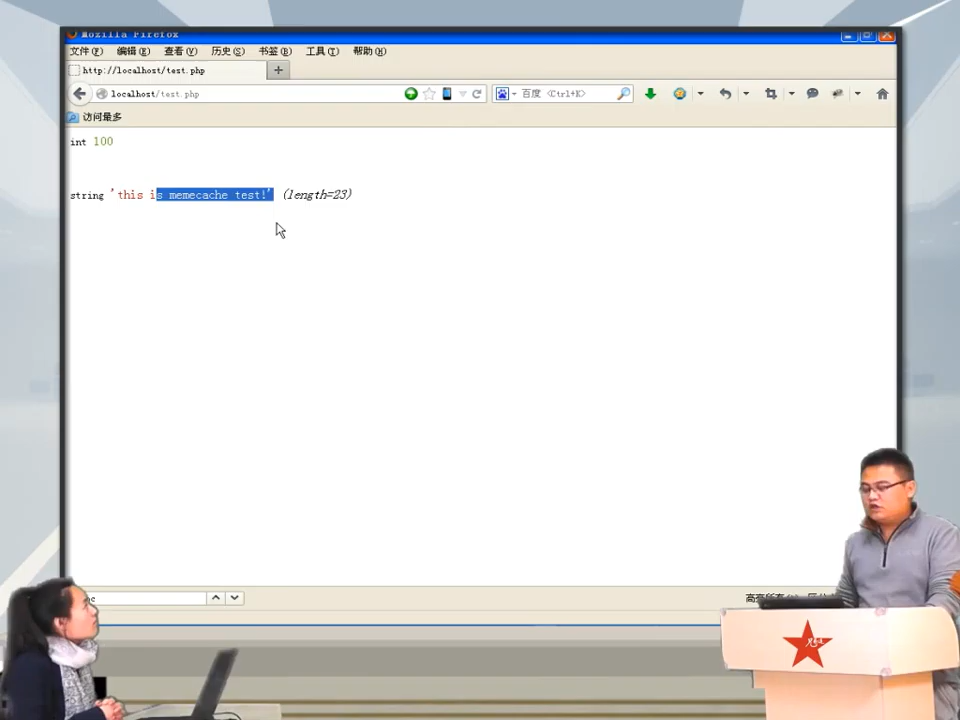 Mozilla Firefox
文件(F) 编辑(E) 查看(V) 历史(S) 书签(B) 工具(T) 帮助(H)
http://localhost/test.php +
localhost/test.php 百度 <Ctrl+K>
访问最多
int 100
string 'this is memecache test!' (length=23)